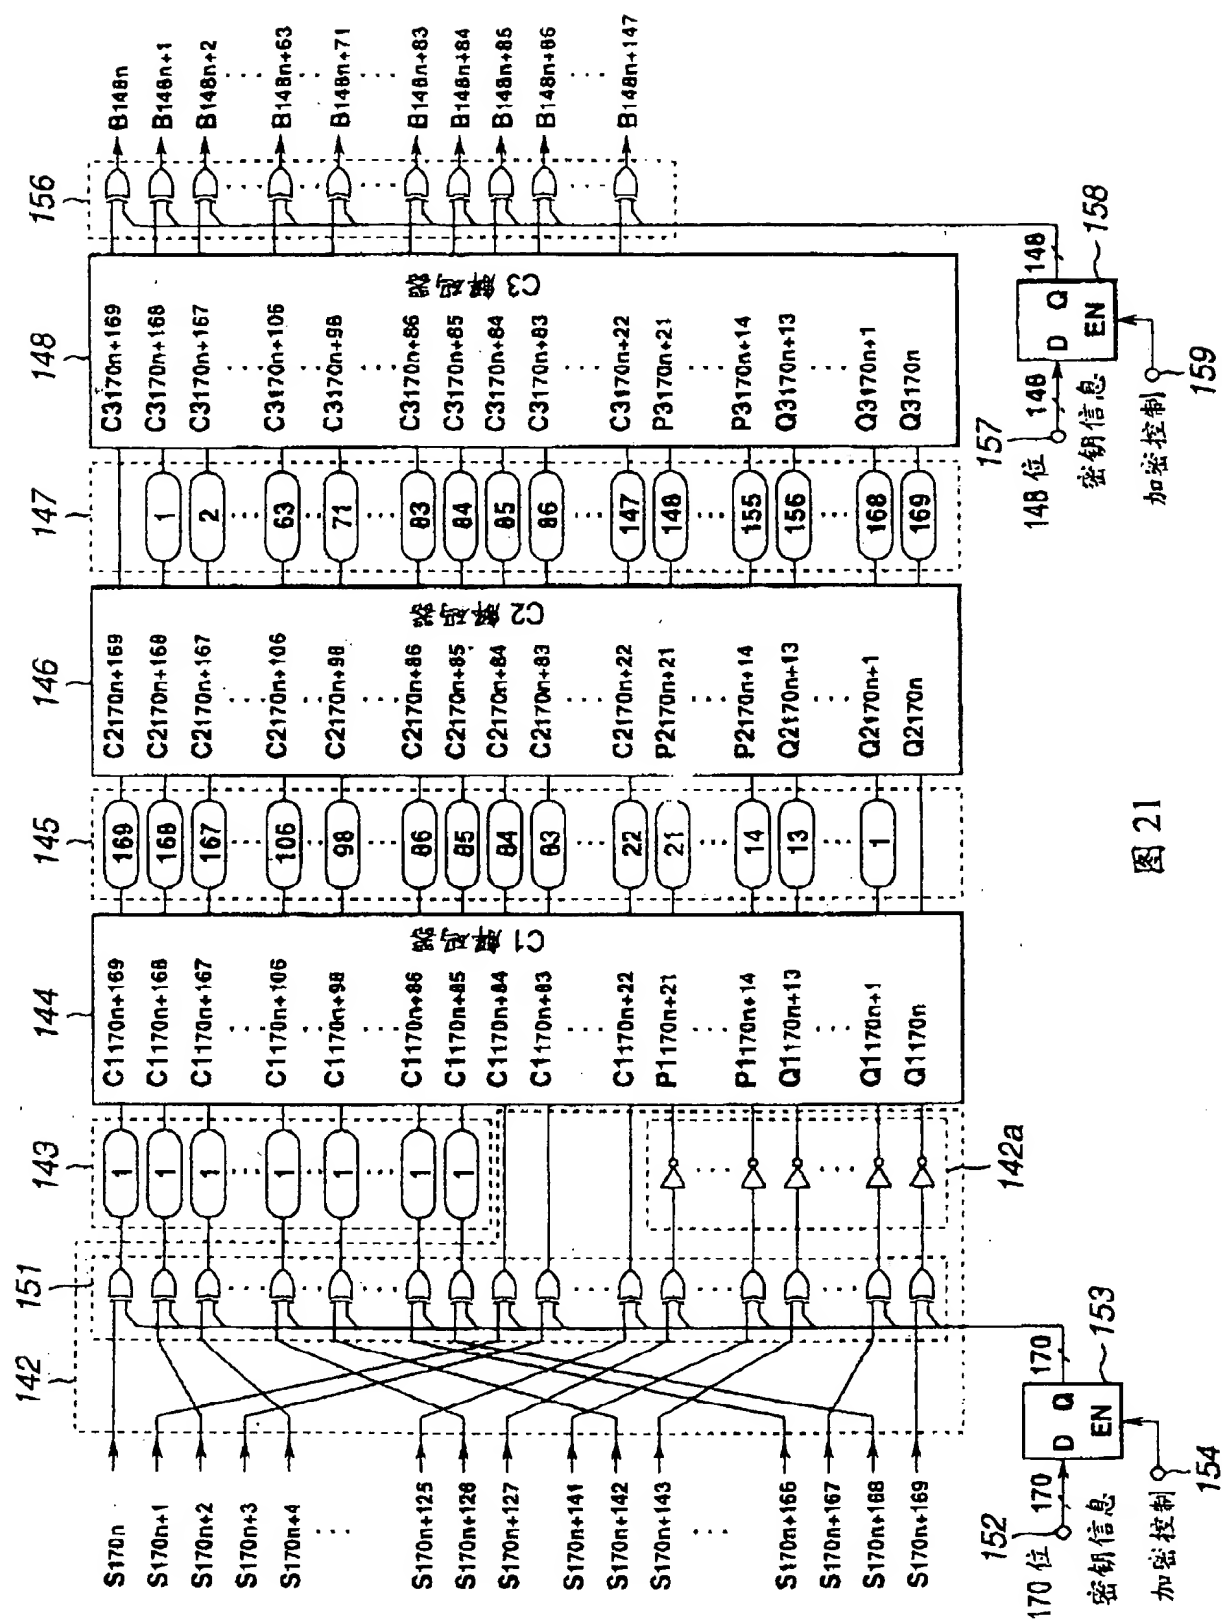 142
151
143
144
145
146
147
148
156
S170n
S170n+1
S170n+2
S170n+3
S170n+4
S170n+125
S170n+126
S170n+127
S170n+141
S170n+142
S170n+143
S170n+166
S170n+167
S170n+168
S170n+169
1
1
1
1
1
1
1
142a
C1170n+169
C1170n+168
C1170n+167
C1170n+106
C1170n+98
C1170n+86
C1170n+85
C1170n+84
C1170n+83
C1170n+22
P1170n+21
P1170n+14
Q1170n+13
Q1170n+1
Q1170n
C1 解码器
169
168
167
106
98
86
85
84
83
22
21
14
13
1
C2170n+169
C2170n+168
C2170n+167
C2170n+106
C2170n+98
C2170n+86
C2170n+85
C2170n+84
C2170n+83
C2170n+22
P2170n+21
P2170n+14
Q2170n+13
Q2170n+1
Q2170n
C2 解码器
1
2
63
71
83
84
85
86
147
148
155
156
168
169
C3170n+169
C3170n+168
C3170n+167
C3170n+106
C3170n+98
C3170n+86
C3170n+85
C3170n+84
C3170n+83
C3170n+22
P3170n+21
P3170n+14
Q3170n+13
Q3170n+1
Q3170n
C3 解码器
B148n
B148n+1
B148n+2
B148n+63
B148n+71
B148n+83
B148n+84
B148n+85
B148n+86
B148n+147
152
170 位
密钥信息
170
D Q
EN
170
153
加密控制
154
157
148 位
密钥信息
148
D Q
EN
148
158
加密控制
159
图 21